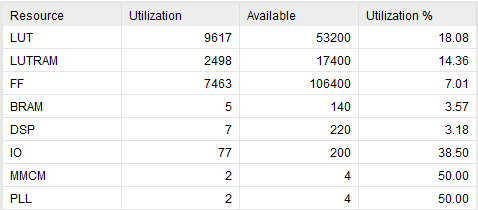 Resource Utilization Available Utilization %
LUT 9617 53200 18.08
LUTRAM 2498 17400 14.36
FF 7463 106400 7.01
BRAM 5 140 3.57
DSP 7 220 3.18
IO 77 200 38.50
MMCM 2 4 50.00
PLL 2 4 50.00